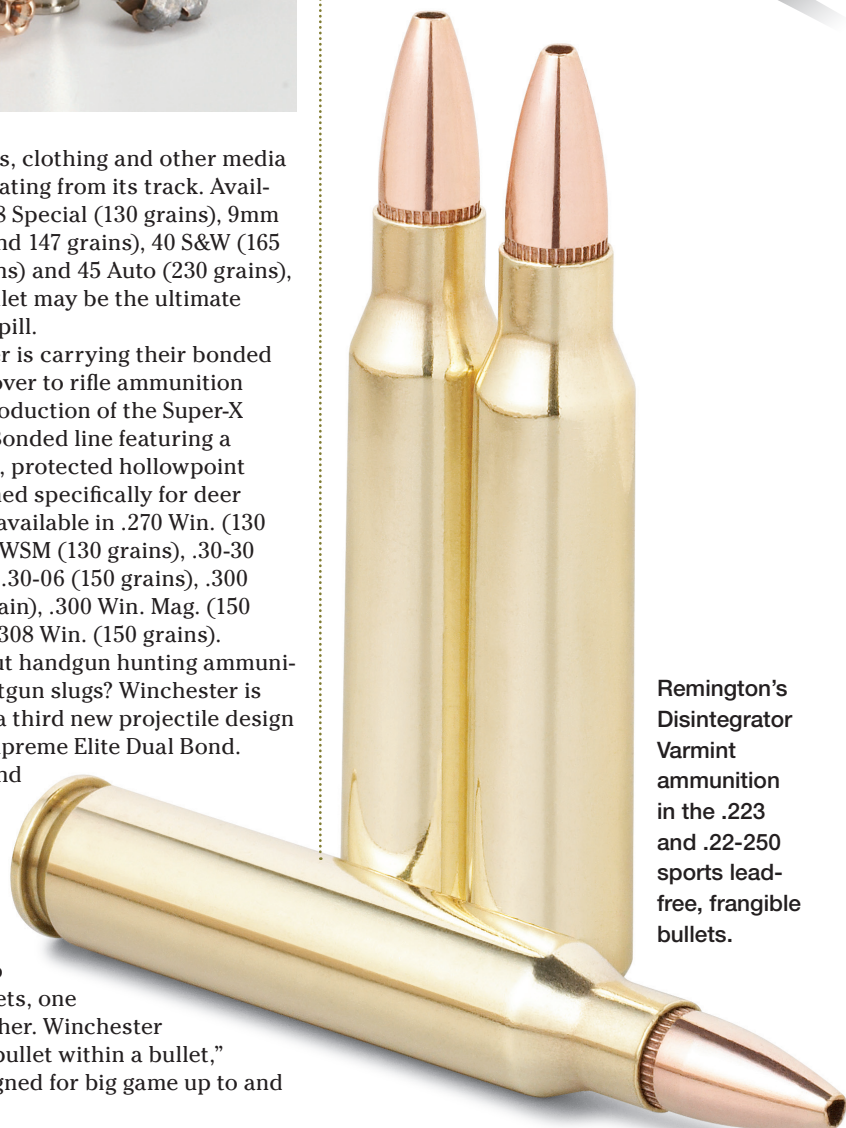 s, clothing and other media
ating from its track. Avail-
8 Special (130 grains), 9mm
nd 147 grains), 40 S&W (165
ns) and 45 Auto (230 grains),
llet may be the ultimate
pill.
er is carrying their bonded
over to rifle ammunition
oduction of the Super-X
Bonded line featuring a
, protected hollowpoint
ned specifically for deer
available in .270 Win. (130
WSM (130 grains), .30-30
.30-06 (150 grains), .300
ain), .300 Win. Mag. (150
308 Win. (150 grains).
ut handgun hunting ammuni-
tgun slugs? Winchester is
a third new projectile design
upreme Elite Dual Bond.
nd
ets, one
her. Winchester
bullet within a bullet,”
gned for big game up to and
Remington’s
Disintegrator
Varmint
ammunition
in the .223
and .22-250
sports lead-
free, frangible
bullets.